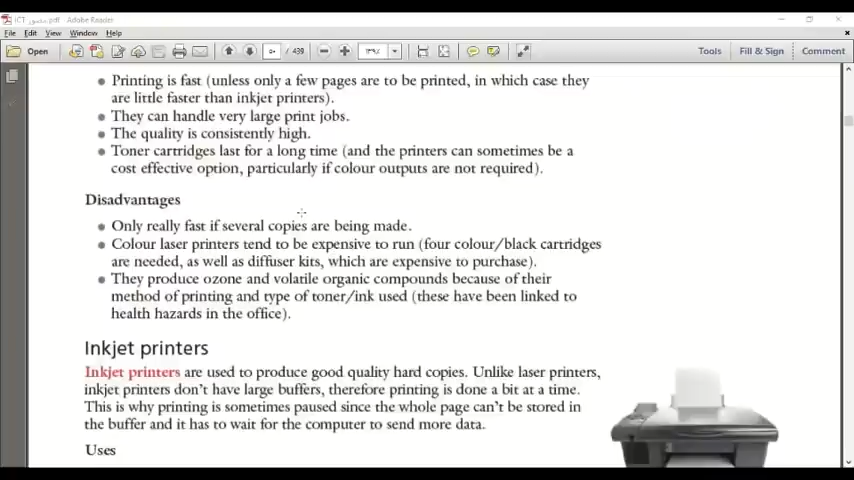 ICT منصور.pdf - Adobe Reader
File Edit View Window Help
Open ٥٠ / 439 Tools Fill & Sign Comment
Printing is fast (unless only a few pages are to be printed, in which case they
are little faster than inkjet printers).
They can handle very large print jobs.
The quality is consistently high.
Toner cartridges last for a long time (and the printers can sometimes be a
cost effective option, particularly if colour outputs are not required).
Disadvantages
Only really fast if several copies are being made.
Colour laser printers tend to be expensive to run (four colour/black cartridges
are needed, as well as diffuser kits, which are expensive to purchase).
They produce ozone and volatile organic compounds because of their
method of printing and type of toner/ink used (these have been linked to
health hazards in the office).
Inkjet printers
Inkjet printers are used to produce good quality hard copies. Unlike laser printers,
inkjet printers don't have large buffers, therefore printing is done a bit at a time.
This is why printing is sometimes paused since the whole page can't be stored in
the buffer and it has to wait for the computer to send more data.
Uses